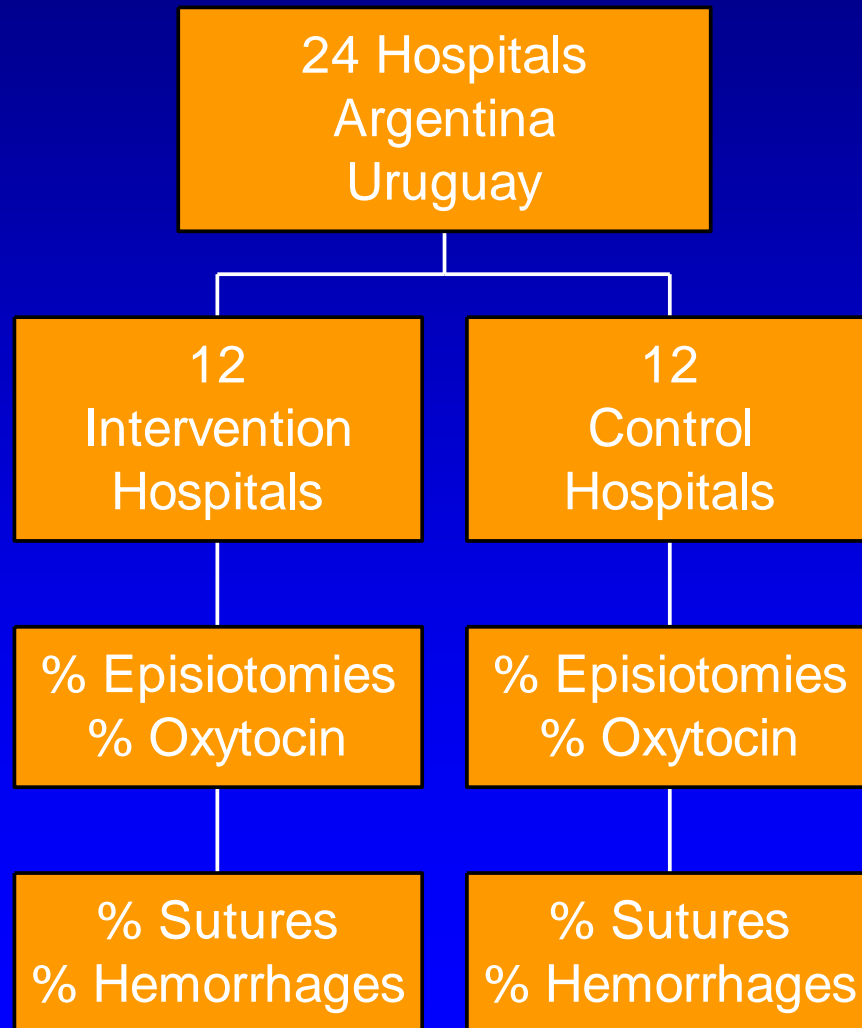 24 Hospitals
Argentina
Uruguay
12
Intervention
Hospitals
12
Control
Hospitals
% Episiotomies
% Oxytocin
% Episiotomies
% Oxytocin
% Sutures
% Hemorrhages
% Sutures
% Hemorrhages